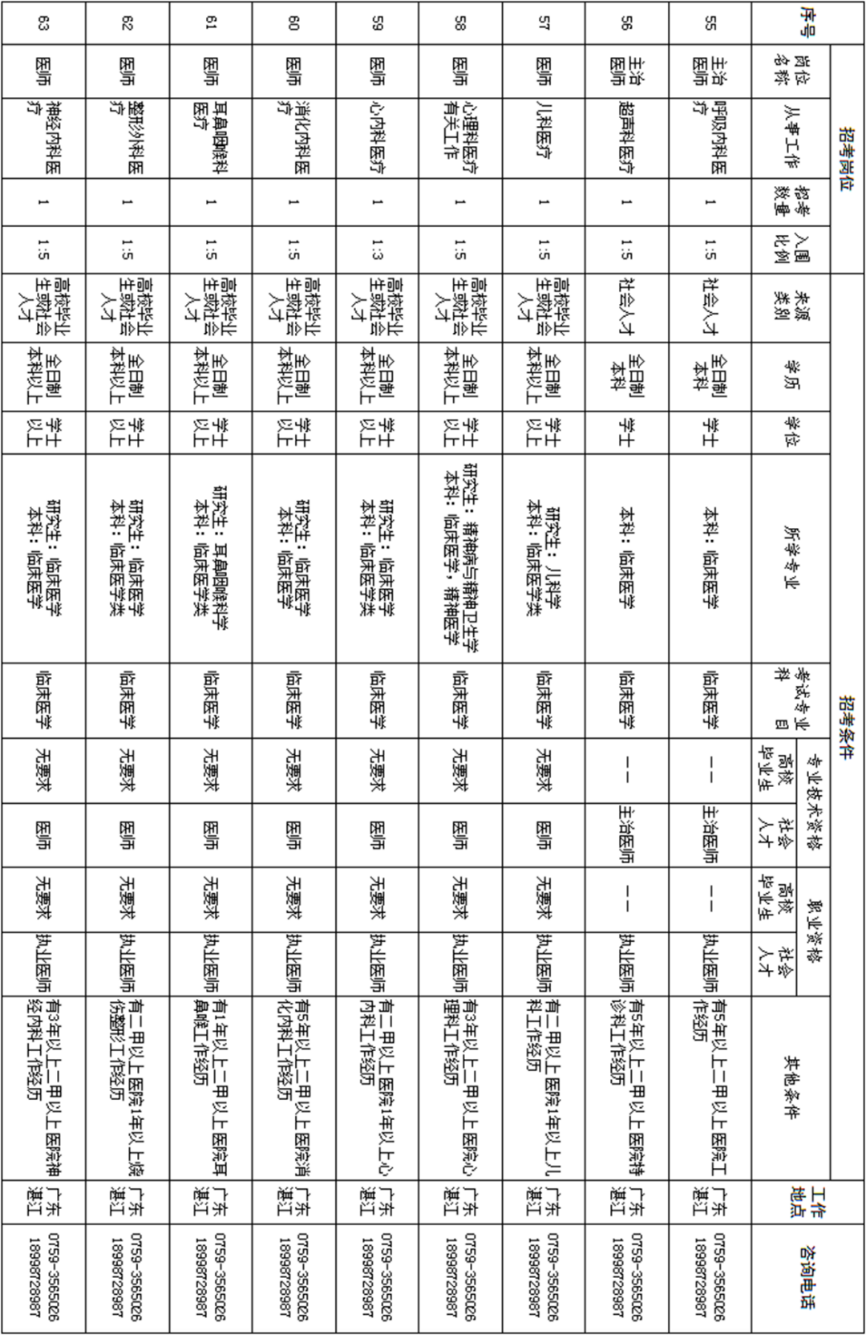 序号
招考岗位
招考条件
工作
地点
咨询电话
岗位
名称
从事工作
招考
数量
入围
比例
来源
类别
学历
学位
所学专业
考试专业
科 目
专业技术资格
职业资格
其他条件
高校
毕业生
社会
人才
高校
毕业生
社会
人才
55
主治
医师
呼吸内科医
疗
1
1:5
社会人才
全日制
本科
学士
本科：临床医学
临床医学
——
主治医师
——
执业医师
有5年以上二甲以上医院工
作经历
广东
湛江
0759-3565026
18998728987
56
主治
医师
超声科医疗
1
1:5
社会人才
全日制
本科
学士
本科：临床医学
临床医学
——
主治医师
——
执业医师
有5年以上二甲以上医院特
诊科工作经历
广东
湛江
0759-3565026
18998728987
57
医师
儿科医疗
1
1:5
高校毕业
生或社会
人才
全日制
本科以上
学士
以上
研究生：儿科学
本科：临床医学类
临床医学
无要求
医师
无要求
执业医师
有二甲以上医院1年以上儿
科工作经历
广东
湛江
0759-3565026
18998728987
58
医师
心理科医疗
有关工作
1
1:5
高校毕业
生或社会
人才
全日制
本科以上
学士
以上
研究生：精神病与精神卫生学
本科：临床医学，精神医学
临床医学
无要求
医师
无要求
执业医师
有3年以上二甲以上医院心
理科工作经历
广东
湛江
0759-3565026
18998728987
59
医师
心内科医疗
1
1:3
高校毕业
生或社会
人才
全日制
本科以上
学士
以上
研究生：临床医学
本科：临床医学类
临床医学
无要求
医师
无要求
执业医师
有二甲以上医院1年以上心
内科工作经历
广东
湛江
0759-3565026
18998728987
60
医师
消化内科医
疗
1
1:5
高校毕业
生或社会
人才
全日制
本科以上
学士
以上
研究生：临床医学
本科：临床医学
临床医学
无要求
医师
无要求
执业医师
有5年以上二甲以上医院消
化内科工作经历
广东
湛江
0759-3565026
18998728987
61
医师
耳鼻咽喉科
医疗
1
1:5
高校毕业
生或社会
人才
全日制
本科以上
学士
以上
研究生：耳鼻咽喉科学
本科：临床医学类
临床医学
无要求
医师
无要求
执业医师
有1年以上二甲以上医院耳
鼻喉工作经历
广东
湛江
0759-3565026
18998728987
62
医师
整形外科医
疗
1
1:5
高校毕业
生或社会
人才
全日制
本科以上
学士
以上
研究生：临床医学
本科：临床医学类
临床医学
无要求
医师
无要求
执业医师
有二甲以上医院1年以上烧
伤整形工作经历
广东
湛江
0759-3565026
18998728987
63
医师
神经内科医
疗
1
1:5
高校毕业
生或社会
人才
全日制
本科以上
学士
以上
研究生：临床医学
本科：临床医学
临床医学
无要求
医师
无要求
执业医师
有3年以上二甲以上医院神
经内科工作经历
广东
湛江
0759-3565026
18998728987